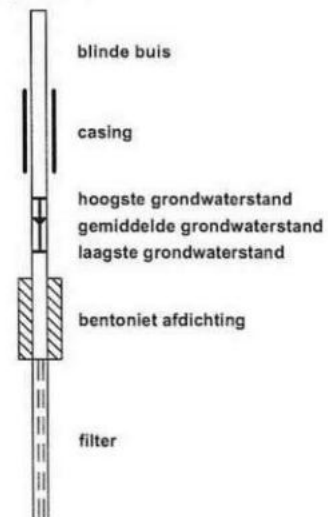 blinde buis
casing
hoogste grondwaterstand
gemiddelde grondwaterstand
laagste grondwaterstand
bentoniet afdichting
filter